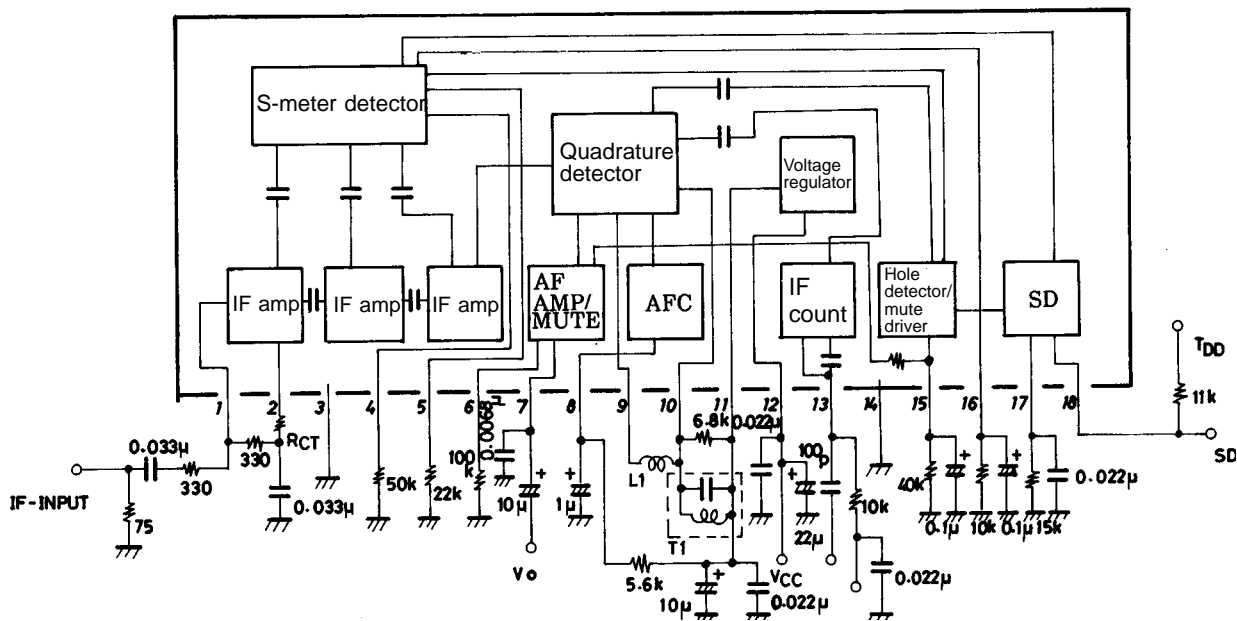 S-meter detector
Quadrature
detector
Voltage
regulator
IF amp
IF amp
IF amp
AF
AMP/
MUTE
AFC
IF
count
Hole
detector/
mute
driver
SD
TDD
11k
SD
1
2
3
4
5
6
7
8
9
10
11
12
13
14
15
16
17
18
RCT
330
0.033μ
330
IF-INPUT
75
0.033μ
50k
22k
100
k
0.0068μ
10μ
Vo
1μ
L1
6.8k
0.022μ
T1
5.6k
10μ
0.022μ
VCC
22μ
100
p
10k
0.022μ
40k
0.1μ
10k
0.1μ
15k
0.022μ